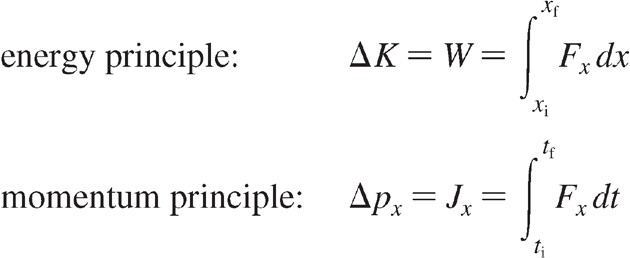 energy principle: ΔK = W = ∫_{x_i}^{x_f} F_x dx
momentum principle: Δp_x = J_x = ∫_{t_i}^{t_f} F_x dt